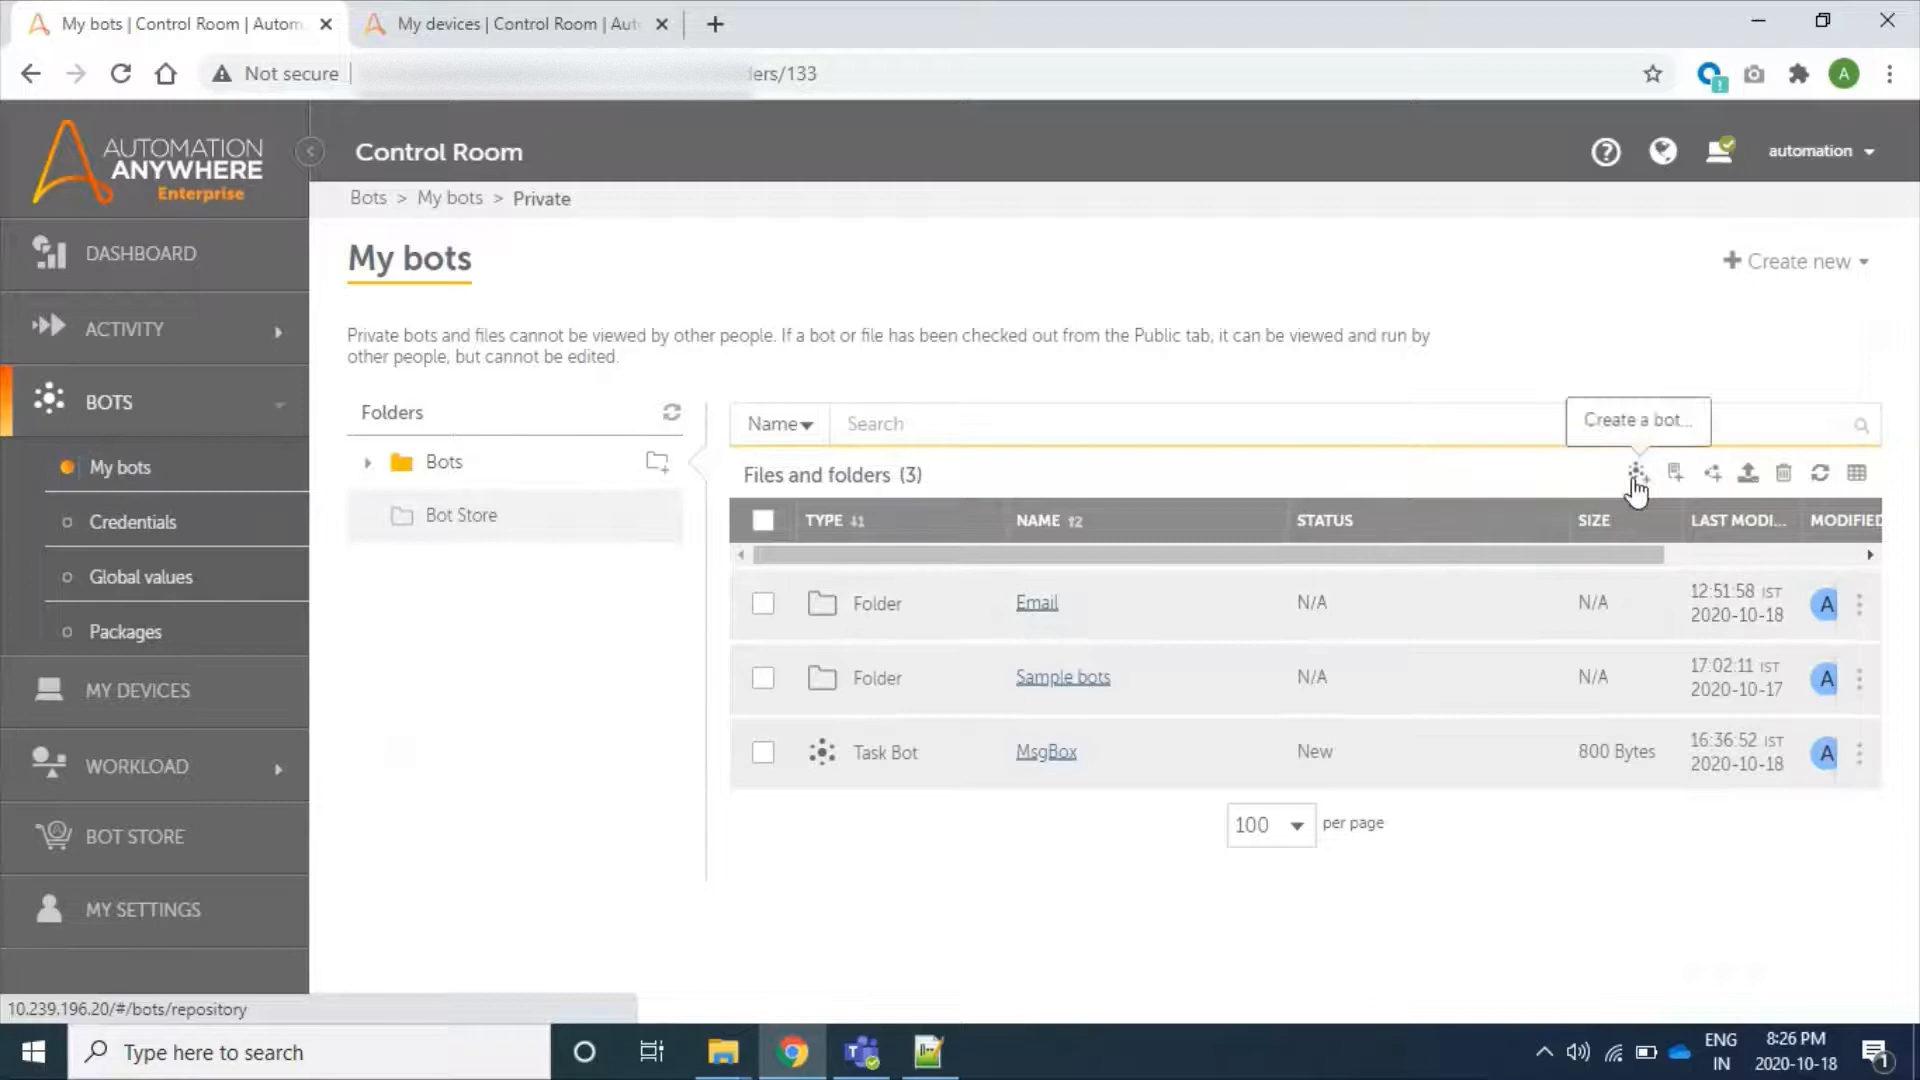 My bots | Control Room | Autom
My devices | Control Room | Aut
Not secure
ders/133
A
AUTOMATION
ANYWHERE
Enterprise
Control Room
automation
Bots > My bots > Private
DASHBOARD
ACTIVITY
BOTS
My bots
Credentials
Global values
Packages
MY DEVICES
WORKLOAD
BOT STORE
MY SETTINGS
My bots
Create new
Private bots and files cannot be viewed by other people. If a bot or file has been checked out from the Public tab, it can be viewed and run by
other people, but cannot be edited.
Folders
Bots
Bot Store
Name
Search
Create a bot...
Files and folders (3)
TYPE NAME STATUS SIZE LAST MODI... MODIFIED
Folder Email N/A N/A 12:51:58 IST
2020-10-18 A
Folder Sample bots N/A N/A 17:02:11 IST
2020-10-17 A
Task Bot MsgBox New 800 Bytes 16:36:52 IST
2020-10-18 A
100 per page
10.239.196.20/#/bots/repository
Type here to search
ENG
IN
8:26 PM
2020-10-18
1